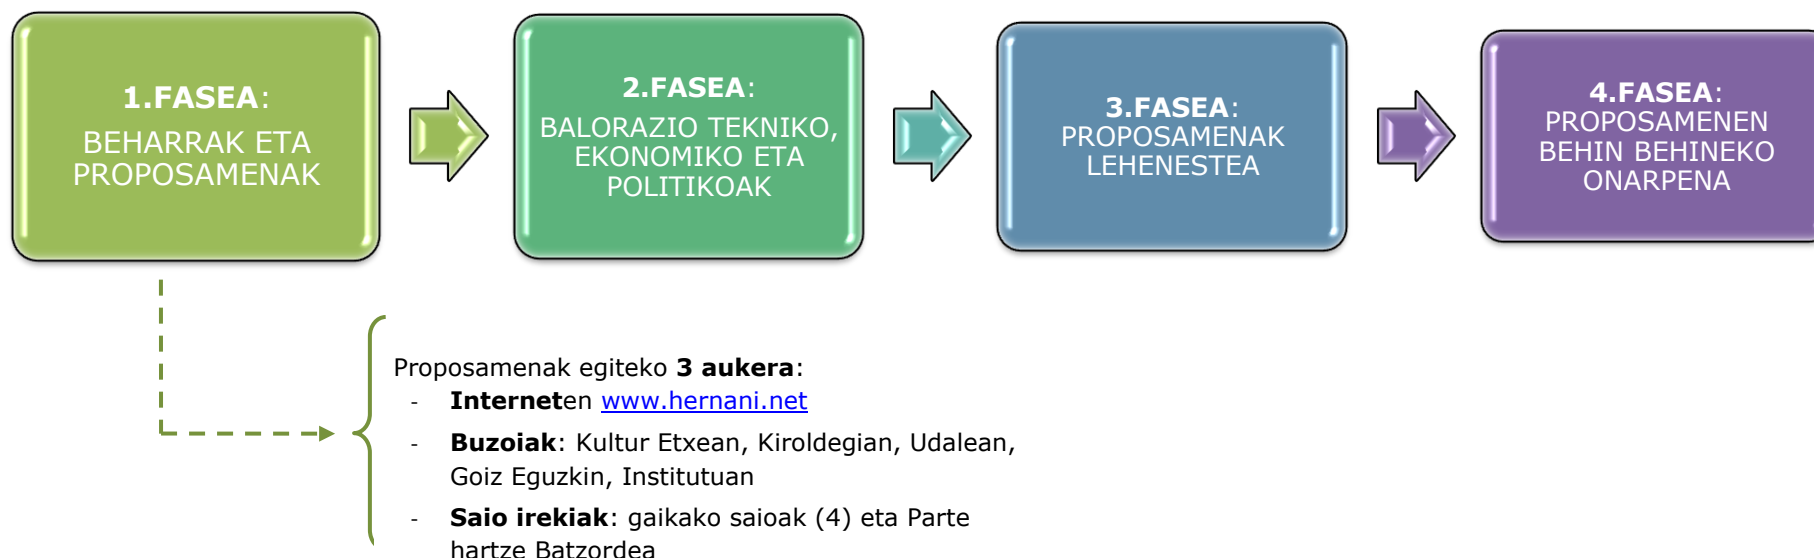 1.FASEA:
BEHARRAK ETA
PROPOSAMENAK
2.FASEA:
BALORAZIO TEKNIKO,
EKONOMIKO ETA
POLITIKOAK
3.FASEA:
PROPOSAMENAK
LEHENESTEA
4.FASEA:
PROPOSAMENEN
BEHIN BEHINEKO
ONARPENA
Proposamenak egiteko 3 aukera:
- Interneten www.hernani.net
- Buzoiak: Kultur Etxean, Kiroldegian, Udalean,
Goiz Eguzkin, Institutuan
- Saio irekiak: gaikako saioak (4) eta Parte
hartze Batzordea